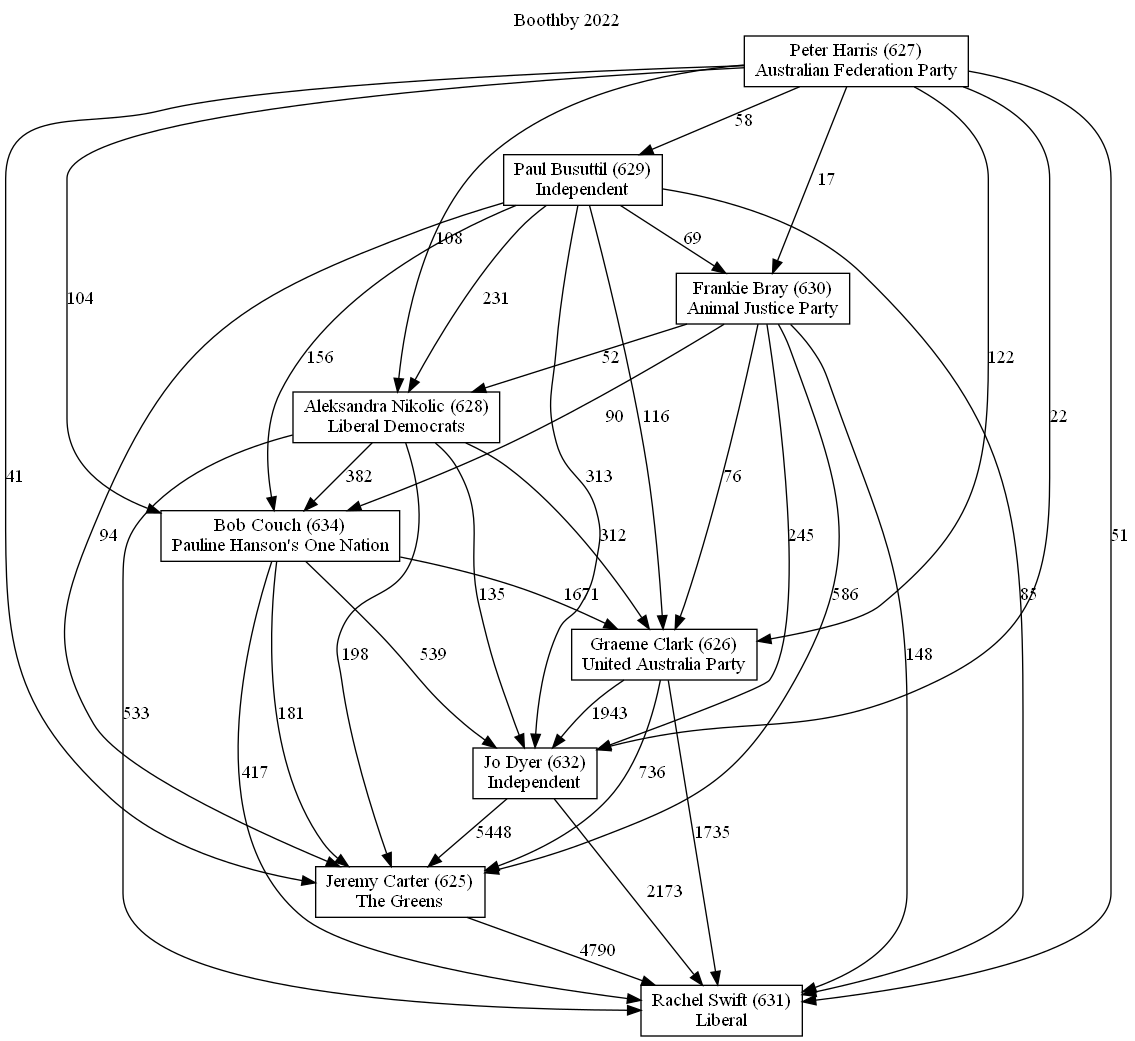 Boothby 2022
Peter Harris (627)
Australian Federation Party
58
Paul Busuttil (629)
Independent
17
108
69
Frankie Bray (630)
Animal Justice Party
104
231
156
52
122
Aleksandra Nikolic (628)
Liberal Democrats
90
116
22
41
382
313
76
Bob Couch (634)
Pauline Hanson's One Nation
94
312
245
51
135
1671
586
85
Graeme Clark (626)
United Australia Party
198
539
148
533
181
1943
Jo Dyer (632)
Independent
417
736
5448
1735
Jeremy Carter (625)
The Greens
2173
4790
Rachel Swift (631)
Liberal